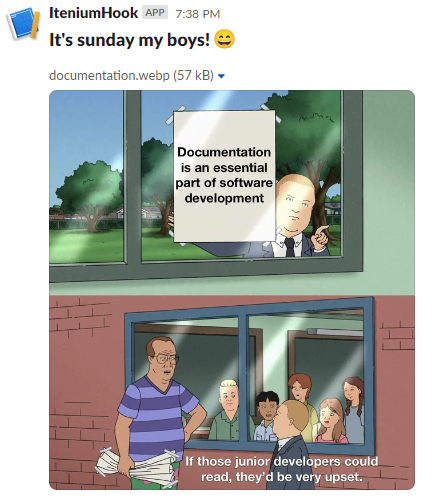 IteniumHook APP 7:38 PM
It's sunday my boys! 😄
documentation.webp (57 kB)
Documentation
is an essential
part of software
development
If those junior developers could
read, they'd be very upset.